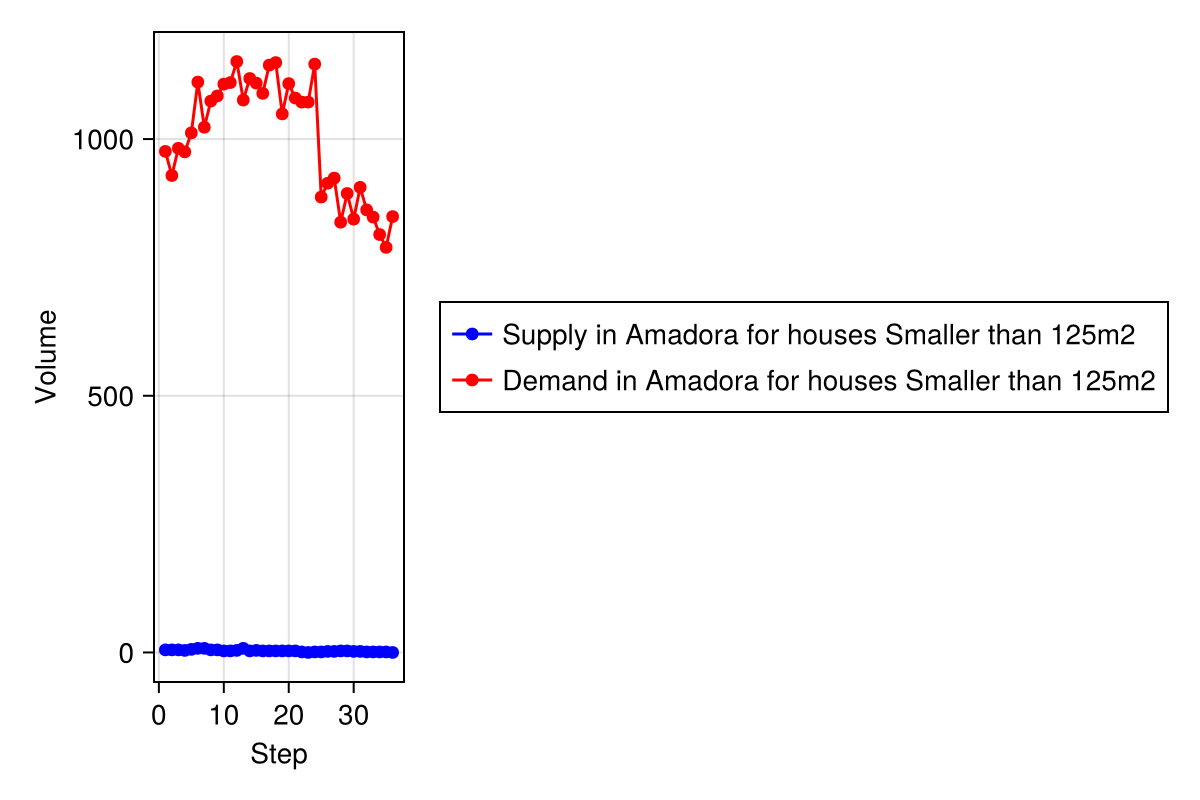 Volume
1000
500
0
0 10 20 30
Step
Supply in Amadora for houses Smaller than 125m2
Demand in Amadora for houses Smaller than 125m2